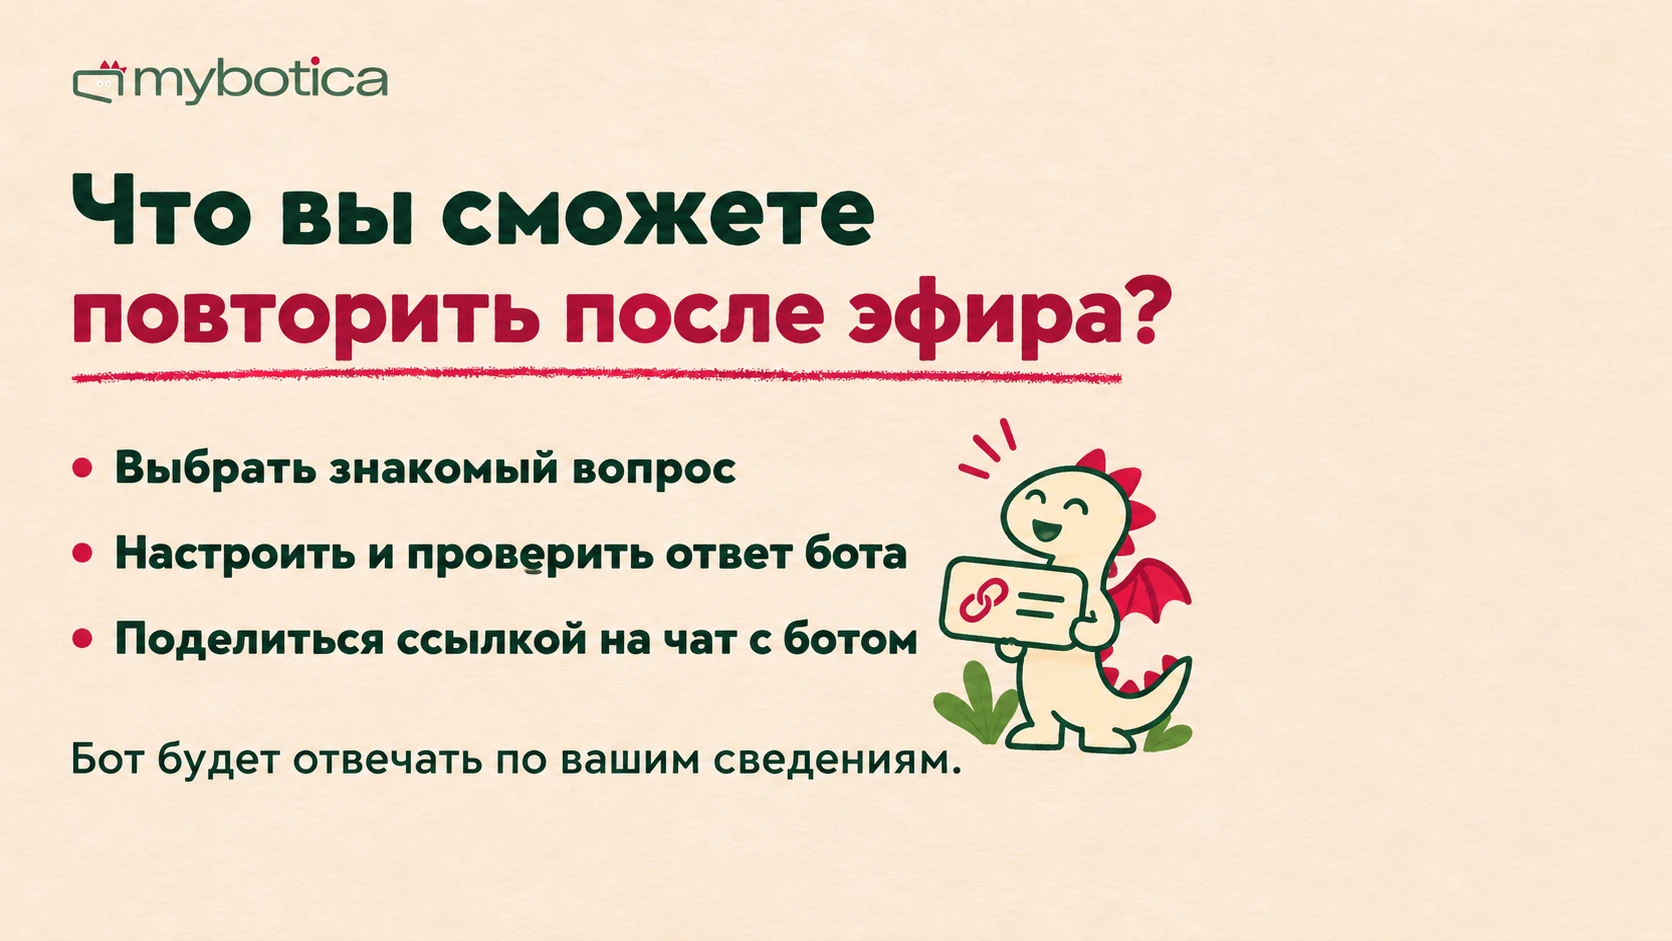 mybotica
Что вы сможете
повторить после эфира?
• Выбрать знакомый вопрос
• Настроить и проверить ответ бота
• Поделиться ссылкой на чат с ботом
Бот будет отвечать по вашим сведениям.